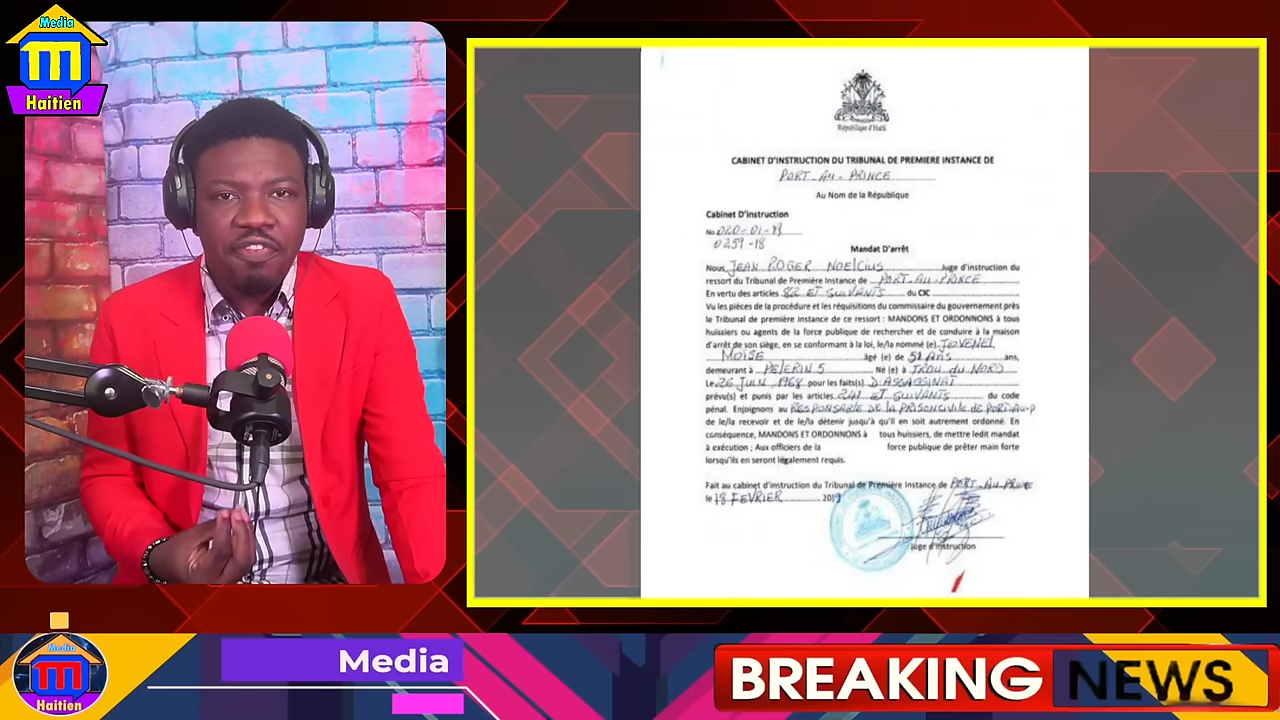 Media
M
Haitien
République d'Haïti
CABINET D'INSTRUCTION DU TRIBUNAL DE PREMIERE INSTANCE DE
PORT-AU-PRINCE
Au Nom de la République
Cabinet D'instruction
No. 020-01-19
0259-18
Mandat D'arrêt
Nous, JEAN ROGER NOELCIUS Juge d'instruction du
ressort du Tribunal de Première Instance de PORT-AU-PRINCE
En vertu des articles 82 ET SUIVANTS du CIC
Vu les pièces de la procédure et les réquisitions du commissaire du gouvernement près
le Tribunal de première instance de ce ressort : MANDONS ET ORDONNONS à tous
huissiers ou agents de la force publique de rechercher et de conduire à la maison
d'arrêt de son siège, en se conformant à la loi, le/la nommé (e) JOVENEL
MOISE âgé (e) de 51 ANS ans,
demeurant à PELERIN 5 Né (e) à TROU DU NORD
Le 26 JUIN 1968 pour les faits(s) D'ASSASSINAT
prévu(s) et punis par les articles 241 ET SUIVANTS du code
pénal. Enjoignons au RESPONSABLE DE LA PRISON CIVILE DE PORT-AU-P
de le/la recevoir et de le/la détenir jusqu'à qu'il en soit autrement ordonné. En
conséquence, MANDONS ET ORDONNONS à tous huissiers, de mettre ledit mandat
à exécution ; Aux officiers de la force publique de prêter main forte
lorsqu'ils en seront légalement requis.
Fait au cabinet d'instruction du Tribunal de Première Instance de PORT-AU-PRINCE
le 18 FEVRIER 2019
Juge d'instruction
Media
M
Haitien
Media
BREAKING NEWS